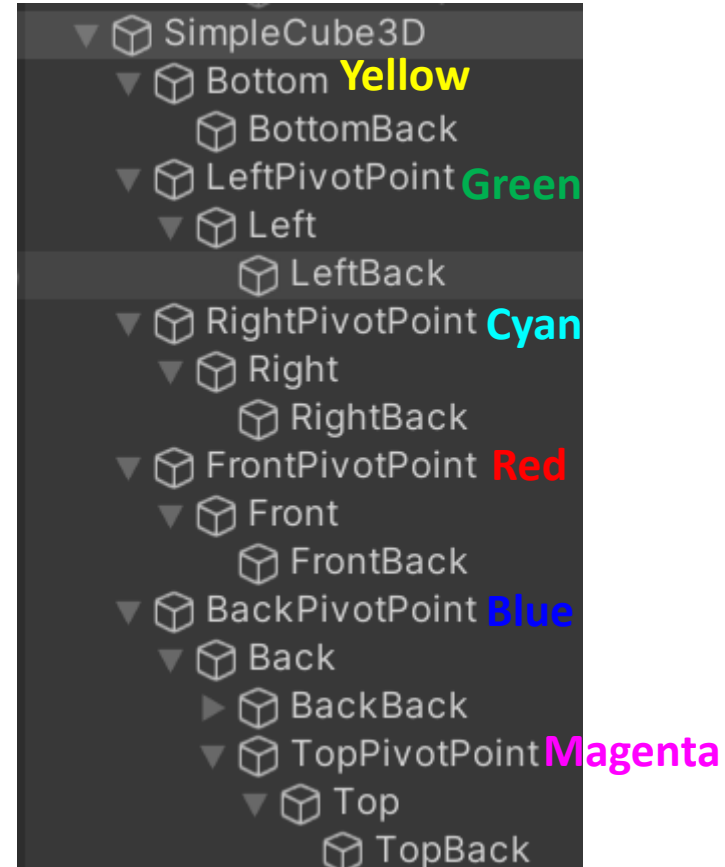 SimpleCube3D
Bottom Yellow
BottomBack
LeftPivotPoint Green
Left
LeftBack
RightPivotPoint Cyan
Right
RightBack
FrontPivotPoint Red
Front
FrontBack
BackPivotPoint Blue
Back
BackBack
TopPivotPoint Magenta
Top
TopBack